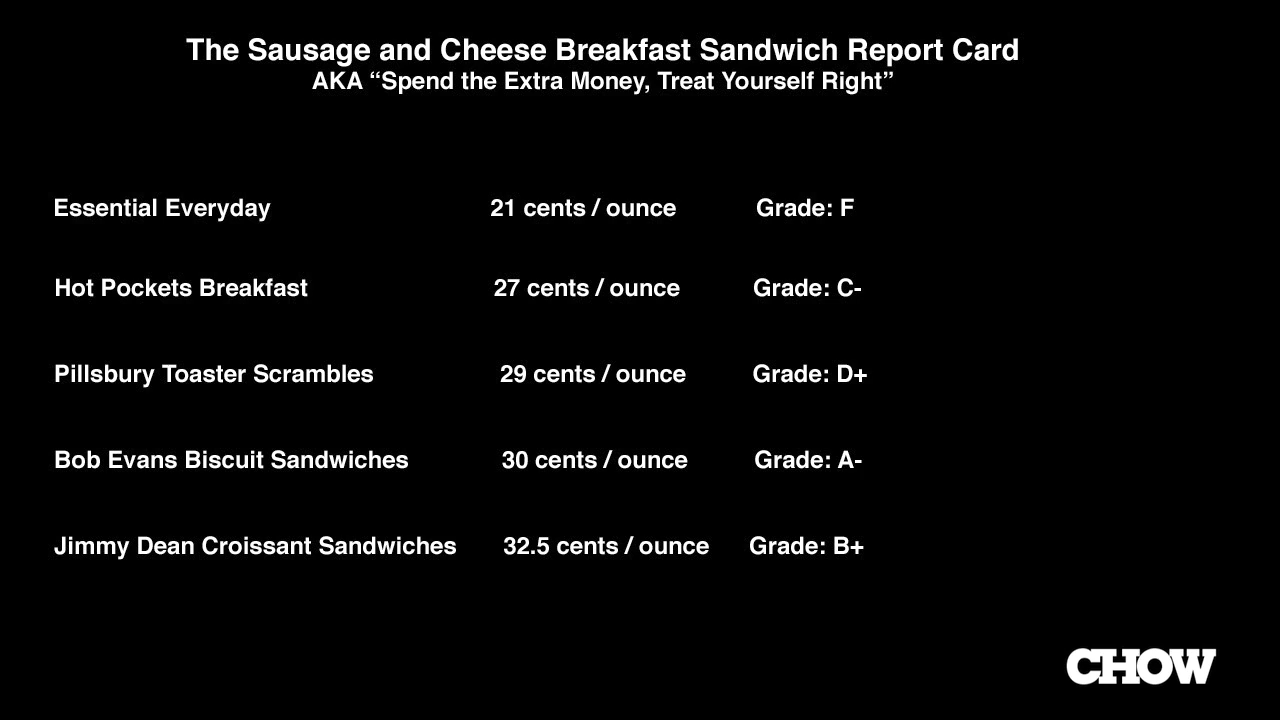 The Sausage and Cheese Breakfast Sandwich Report Card
AKA “Spend the Extra Money, Treat Yourself Right”
Essential Everyday 21 cents / ounce Grade: F
Hot Pockets Breakfast 27 cents / ounce Grade: C-
Pillsbury Toaster Scrambles 29 cents / ounce Grade: D+
Bob Evans Biscuit Sandwiches 30 cents / ounce Grade: A-
Jimmy Dean Croissant Sandwiches 32.5 cents / ounce Grade: B+
CHOW